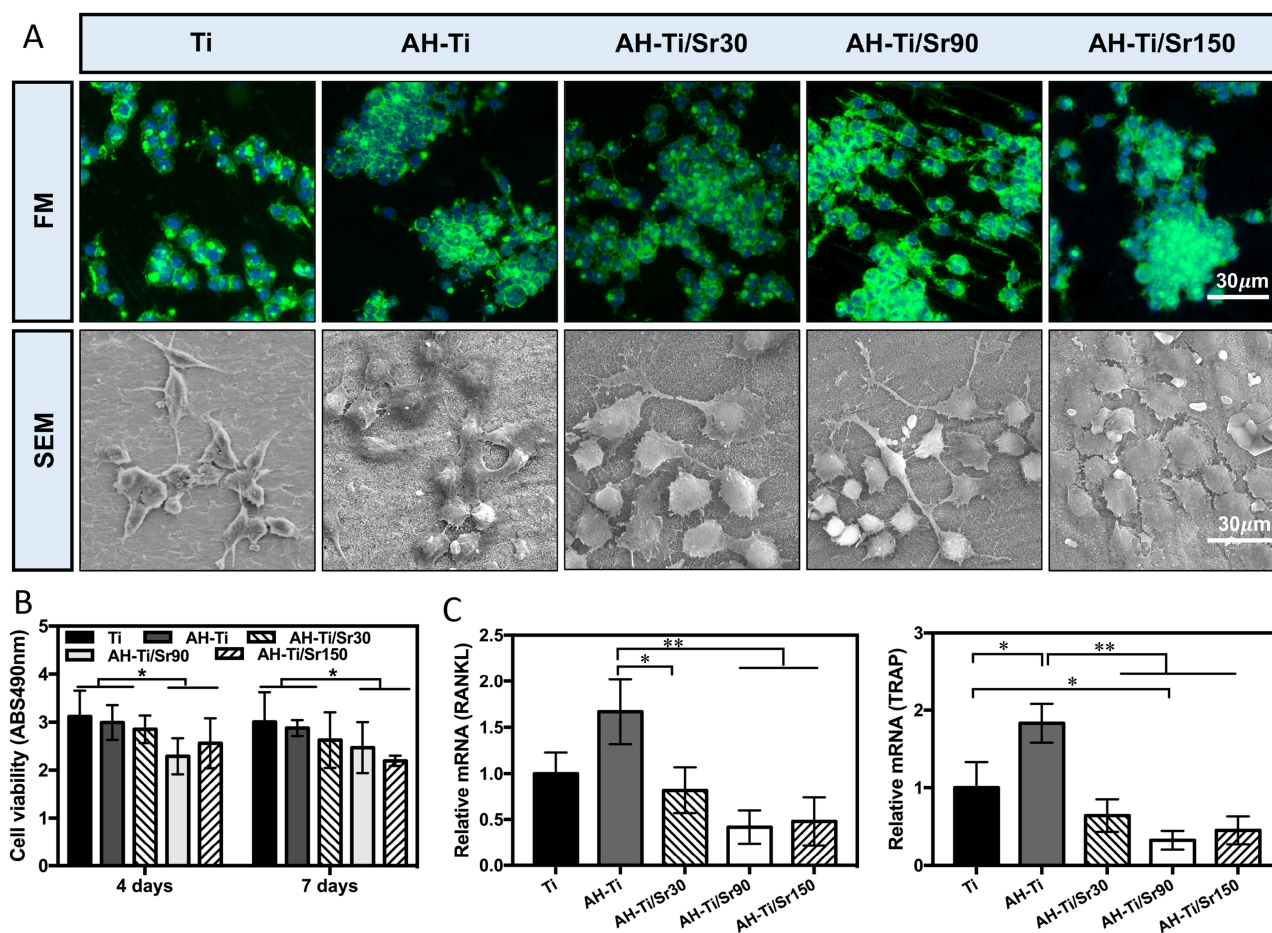 A
Ti
AH-Ti
AH-Ti/Sr30
AH-Ti/Sr90
AH-Ti/Sr150
FM
30μm
SEM
30μm
B
Cell viability (ABS490nm)
5
4
3
2
1
0
Ti
AH-Ti
AH-Ti/Sr30
AH-Ti/Sr90
AH-Ti/Sr150
*
*
4 days
7 days
C
Relative mRNA (RANKL)
2.5
2.0
1.5
1.0
0.5
0.0
**
*
Ti
AH-Ti
AH-Ti/Sr30
AH-Ti/Sr90
AH-Ti/Sr150
Relative mRNA (TRAP)
3
2
1
0
*
**
*
Ti
AH-Ti
AH-Ti/Sr30
AH-Ti/Sr90
AH-Ti/Sr150